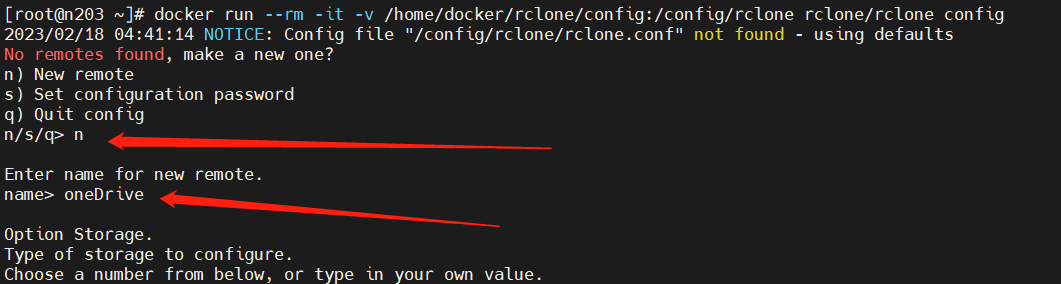 [root@n203 ~]# docker run --rm -it -v /home/docker/rclone/config:/config/rclone rclone/rclone config
2023/02/18 04:41:14 NOTICE: Config file "/config/rclone/rclone.conf" not found - using defaults
No remotes found, make a new one?
n) New remote
s) Set configuration password
q) Quit config
n/s/q> n
Enter name for new remote.
name> oneDrive
Option Storage.
Type of storage to configure.
Choose a number from below, or type in your own value.